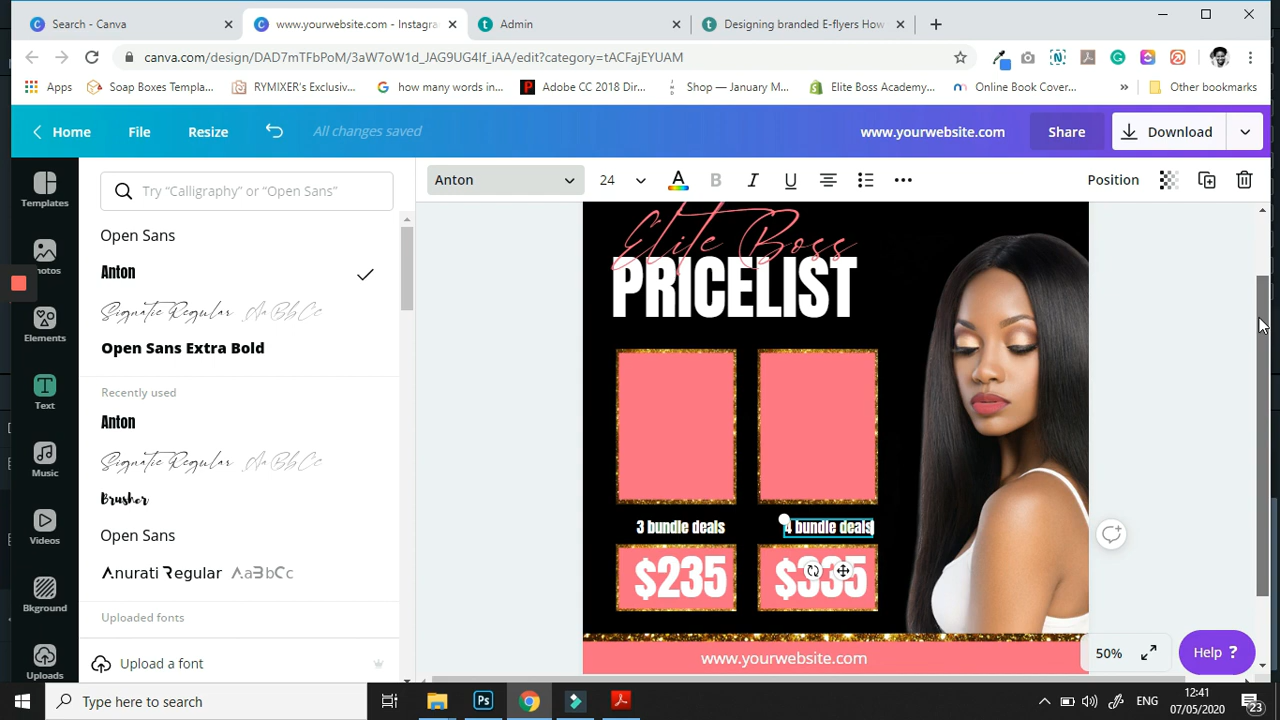 Search - Canva
www.yourwebsite.com - Instagra
Admin
Designing branded E-flyers How
canva.com/design/DAD7mTFbPoM/3aW7oW1d_JAG9UG4lf_iAA/edit?category=tACFajEYUAM
Apps
Soap Boxes Templa...
RYMIXER's Exclusiv...
how many words in...
Adobe CC 2018 Dir...
Shop — January M...
Elite Boss Academy...
Online Book Cover...
»
Other bookmarks
Home
File
Resize
All changes saved
www.yourwebsite.com
Share
Download
Anton
24
A
B
I
U
Position
Try "Calligraphy" or "Open Sans"
Templates
Photos
Elements
Text
Music
Videos
Bkground
Uploads
Open Sans
Anton
Signatie Regular AaBbCc
Open Sans Extra Bold
Recently used
Anton
Signatie Regular AaBbCc
Brusher
Open Sans
Anurati Regular AaBbCc
Uploaded fonts
Upload a font
Elite Boss
PRICELIST
3 bundle deals
4 bundle deals
$235
$335
www.yourwebsite.com
50%
Help ?
Type here to search
Ps
ENG
12:41
07/05/2020
23